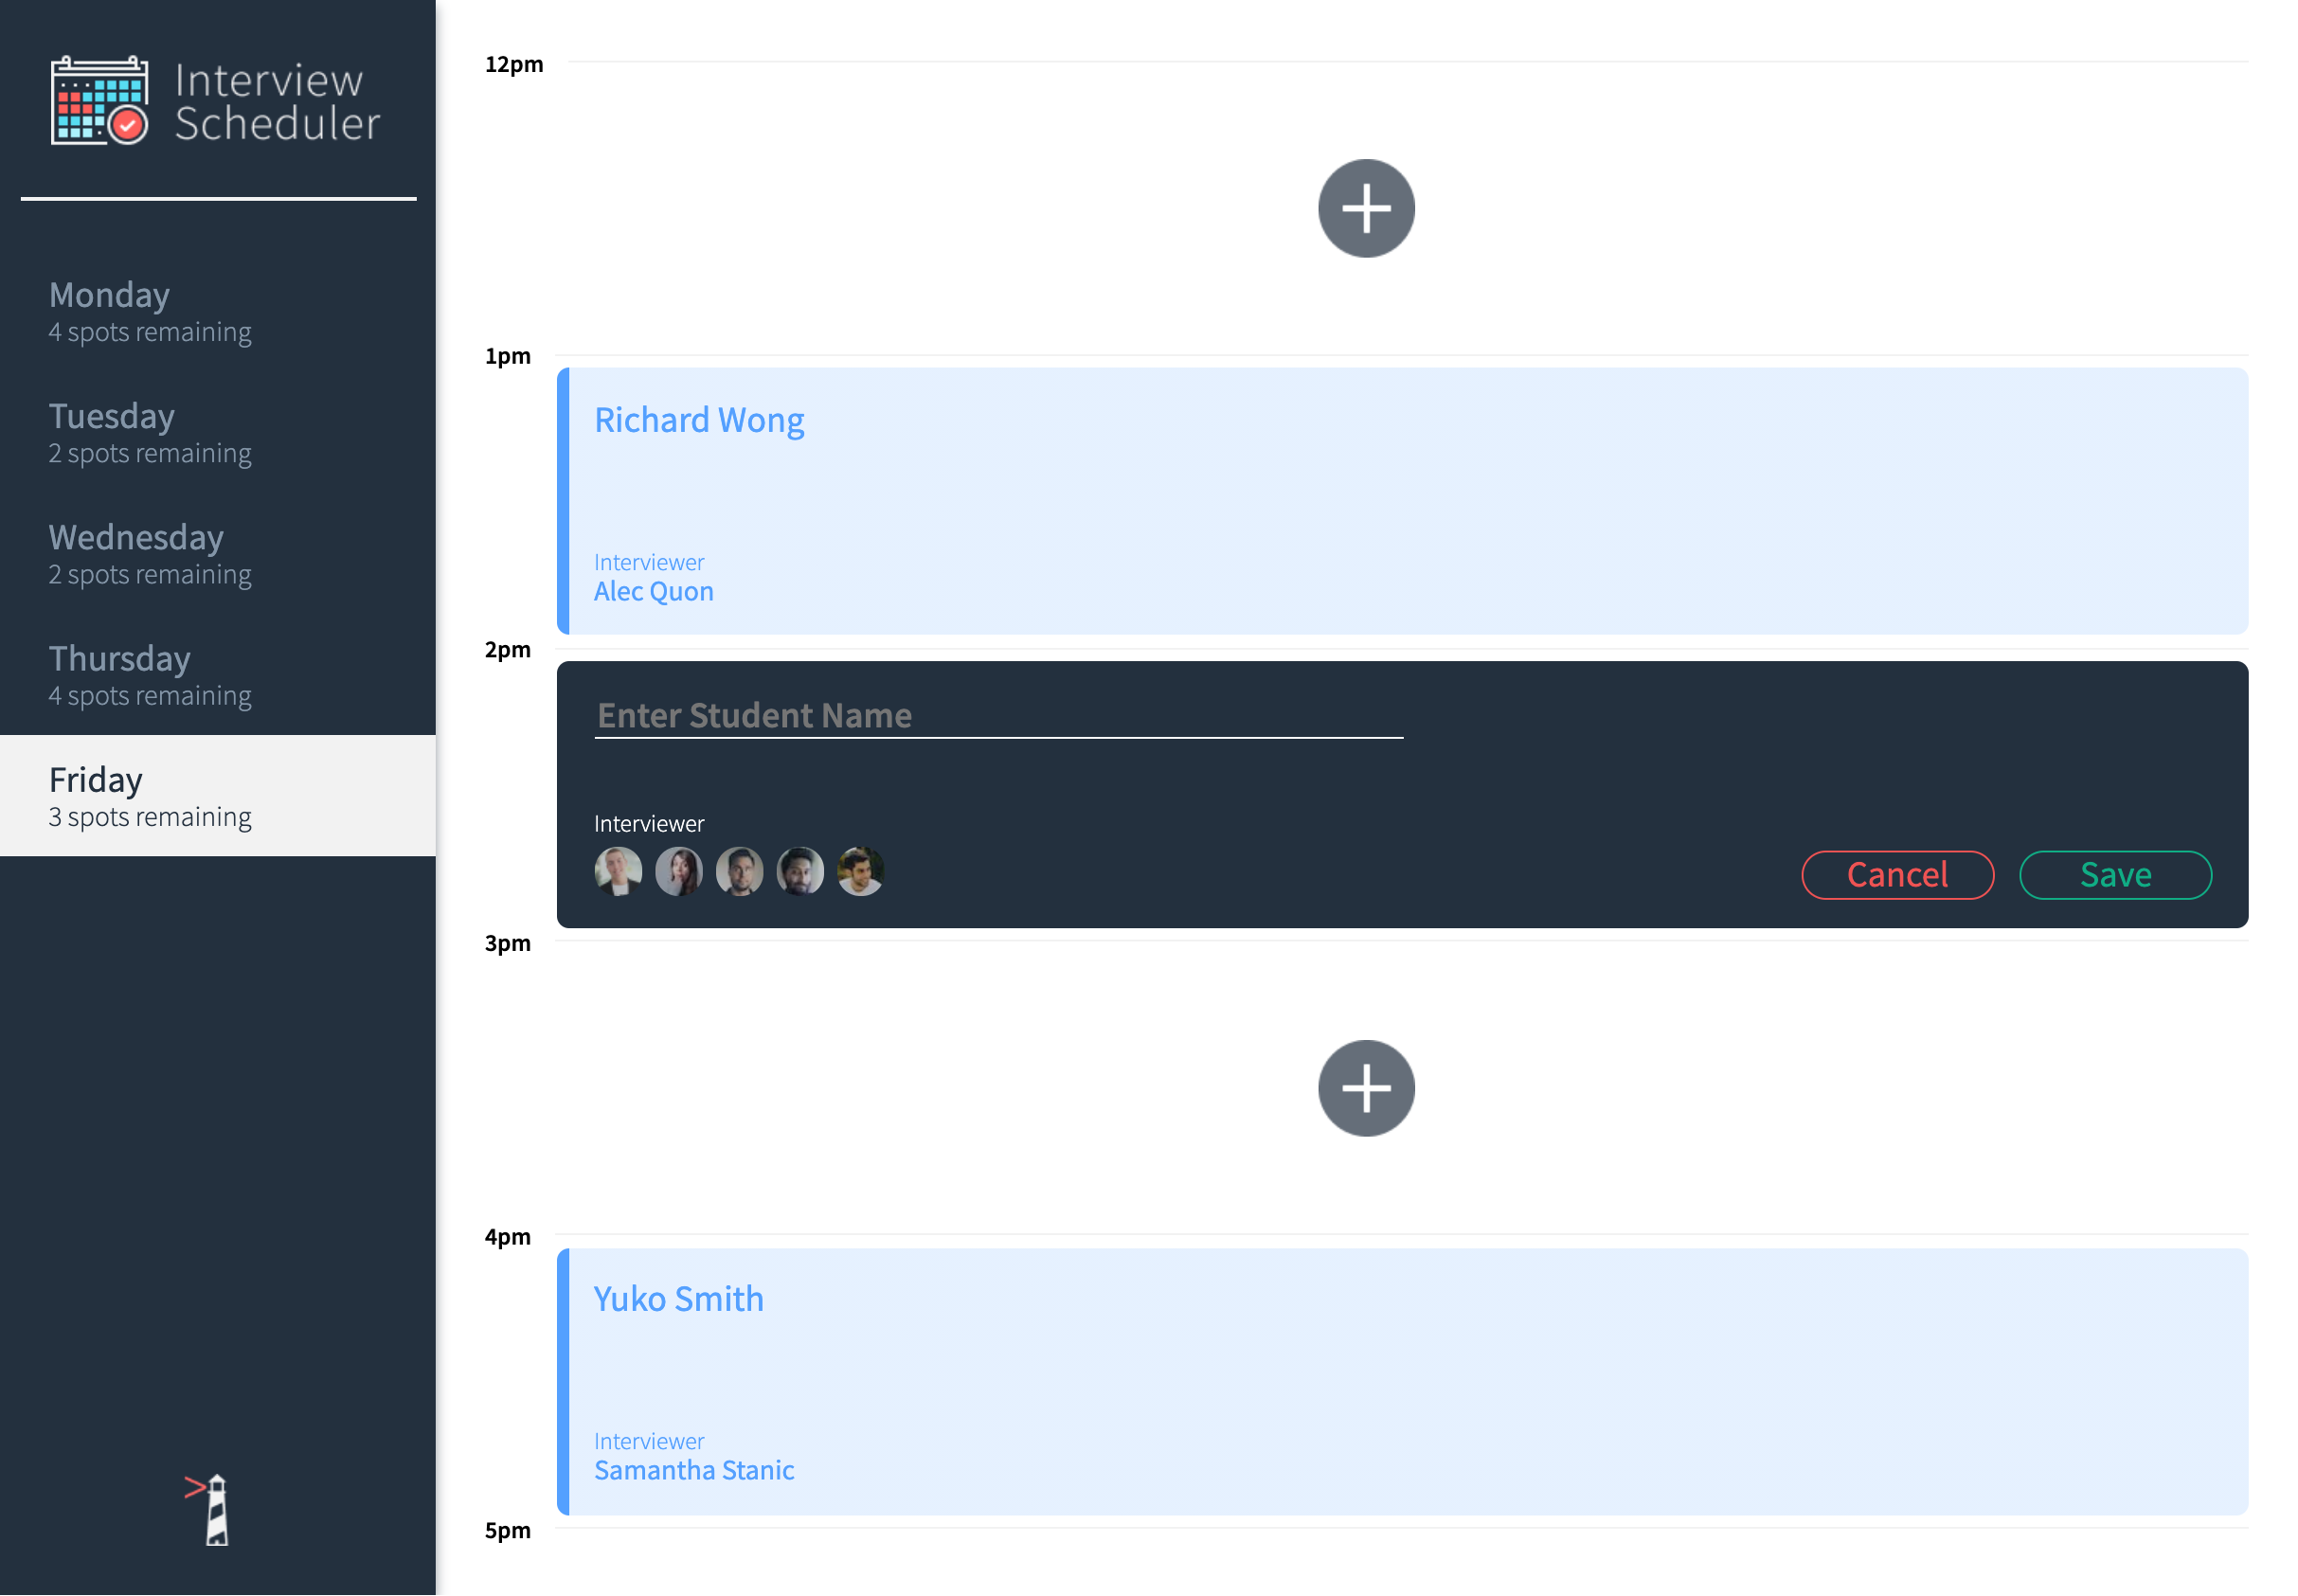 Interview
Scheduler
Monday
4 spots remaining
Tuesday
2 spots remaining
Wednesday
2 spots remaining
Thursday
4 spots remaining
Friday
3 spots remaining
12pm
1pm
Richard Wong
Interviewer
Alec Quon
2pm
Enter Student Name
Interviewer
Cancel
Save
3pm
4pm
Yuko Smith
Interviewer
Samantha Stanic
5pm